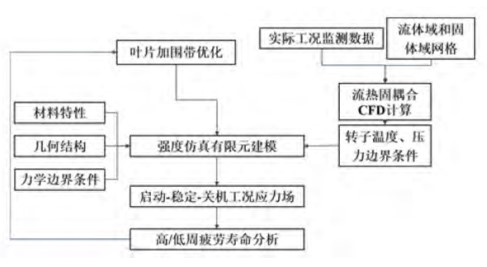 叶片加围带优化
实际工况监测数据
流体域和固
体域网格
流热固耦合
CFD计算
材料特性
几何结构
力学边界条件
强度仿真有限元建模
转子温度、压
力边界条件
启动-稳定-关机工况应力场
高/低周疲劳寿命分析